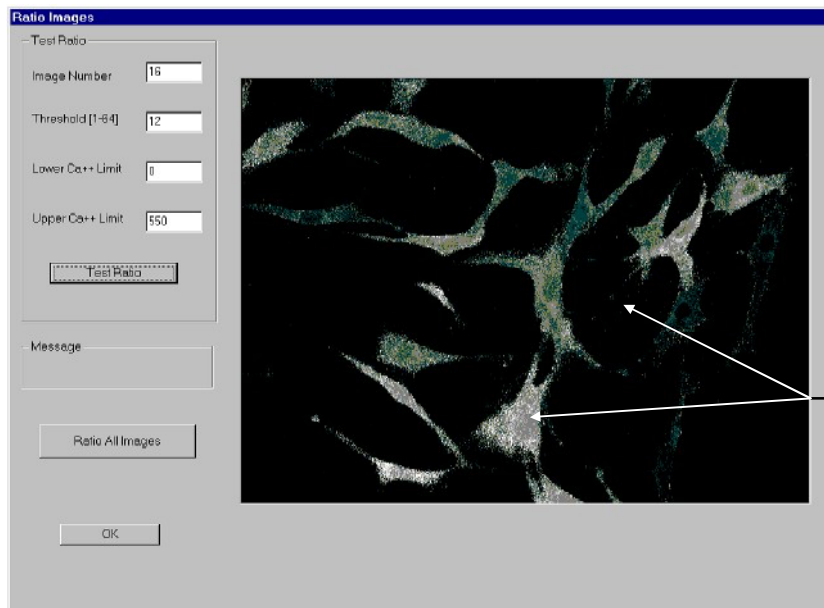 Ratio Images
Test Ratio
Image Number 16
Threshold [1-64] 12
Lower Ca++ Limit 0
Upper Ca++ Limit 550
Test Ratio
Message
Ratio All Images
OK